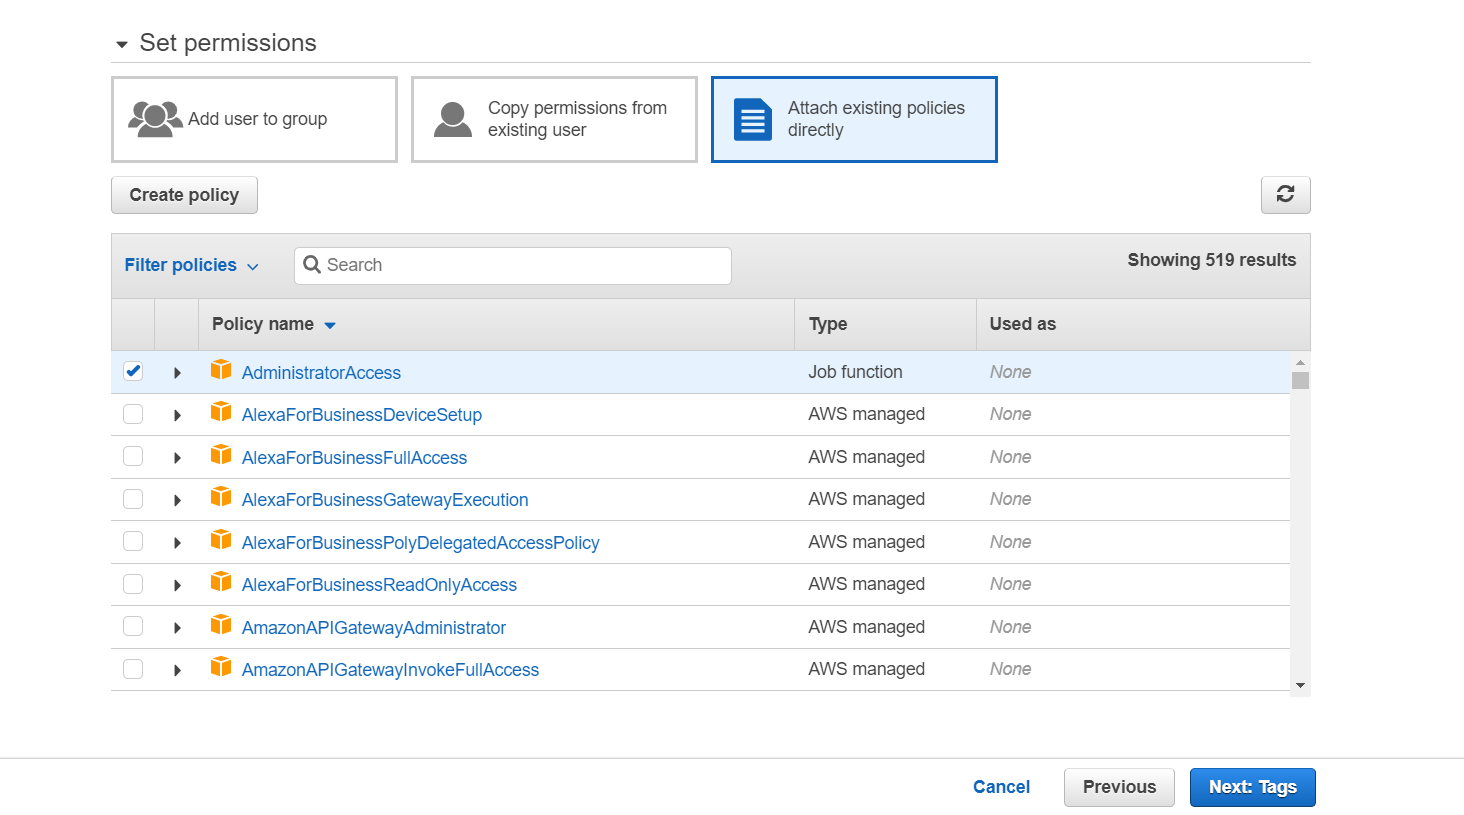 Set permissions
Add user to group
Copy permissions from
existing user
Attach existing policies
directly
Create policy
Filter policies
Search
Showing 519 results
Policy name Type Used as
AdministratorAccess Job function None
AlexaForBusinessDeviceSetup AWS managed None
AlexaForBusinessFullAccess AWS managed None
AlexaForBusinessGatewayExecution AWS managed None
AlexaForBusinessPolyDelegatedAccessPolicy AWS managed None
AlexaForBusinessReadOnlyAccess AWS managed None
AmazonAPIGatewayAdministrator AWS managed None
AmazonAPIGatewayInvokeFullAccess AWS managed None
Cancel Previous Next: Tags